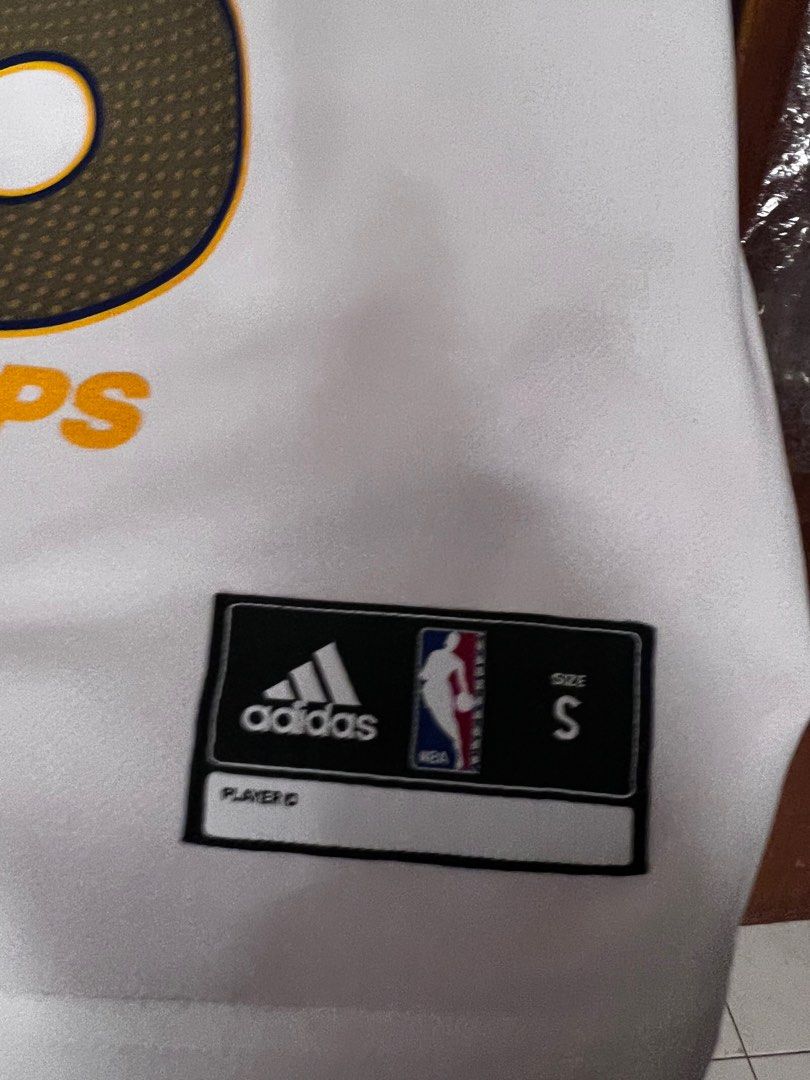 PS
adidas
NBA
SIZE
S
PLAYER ID